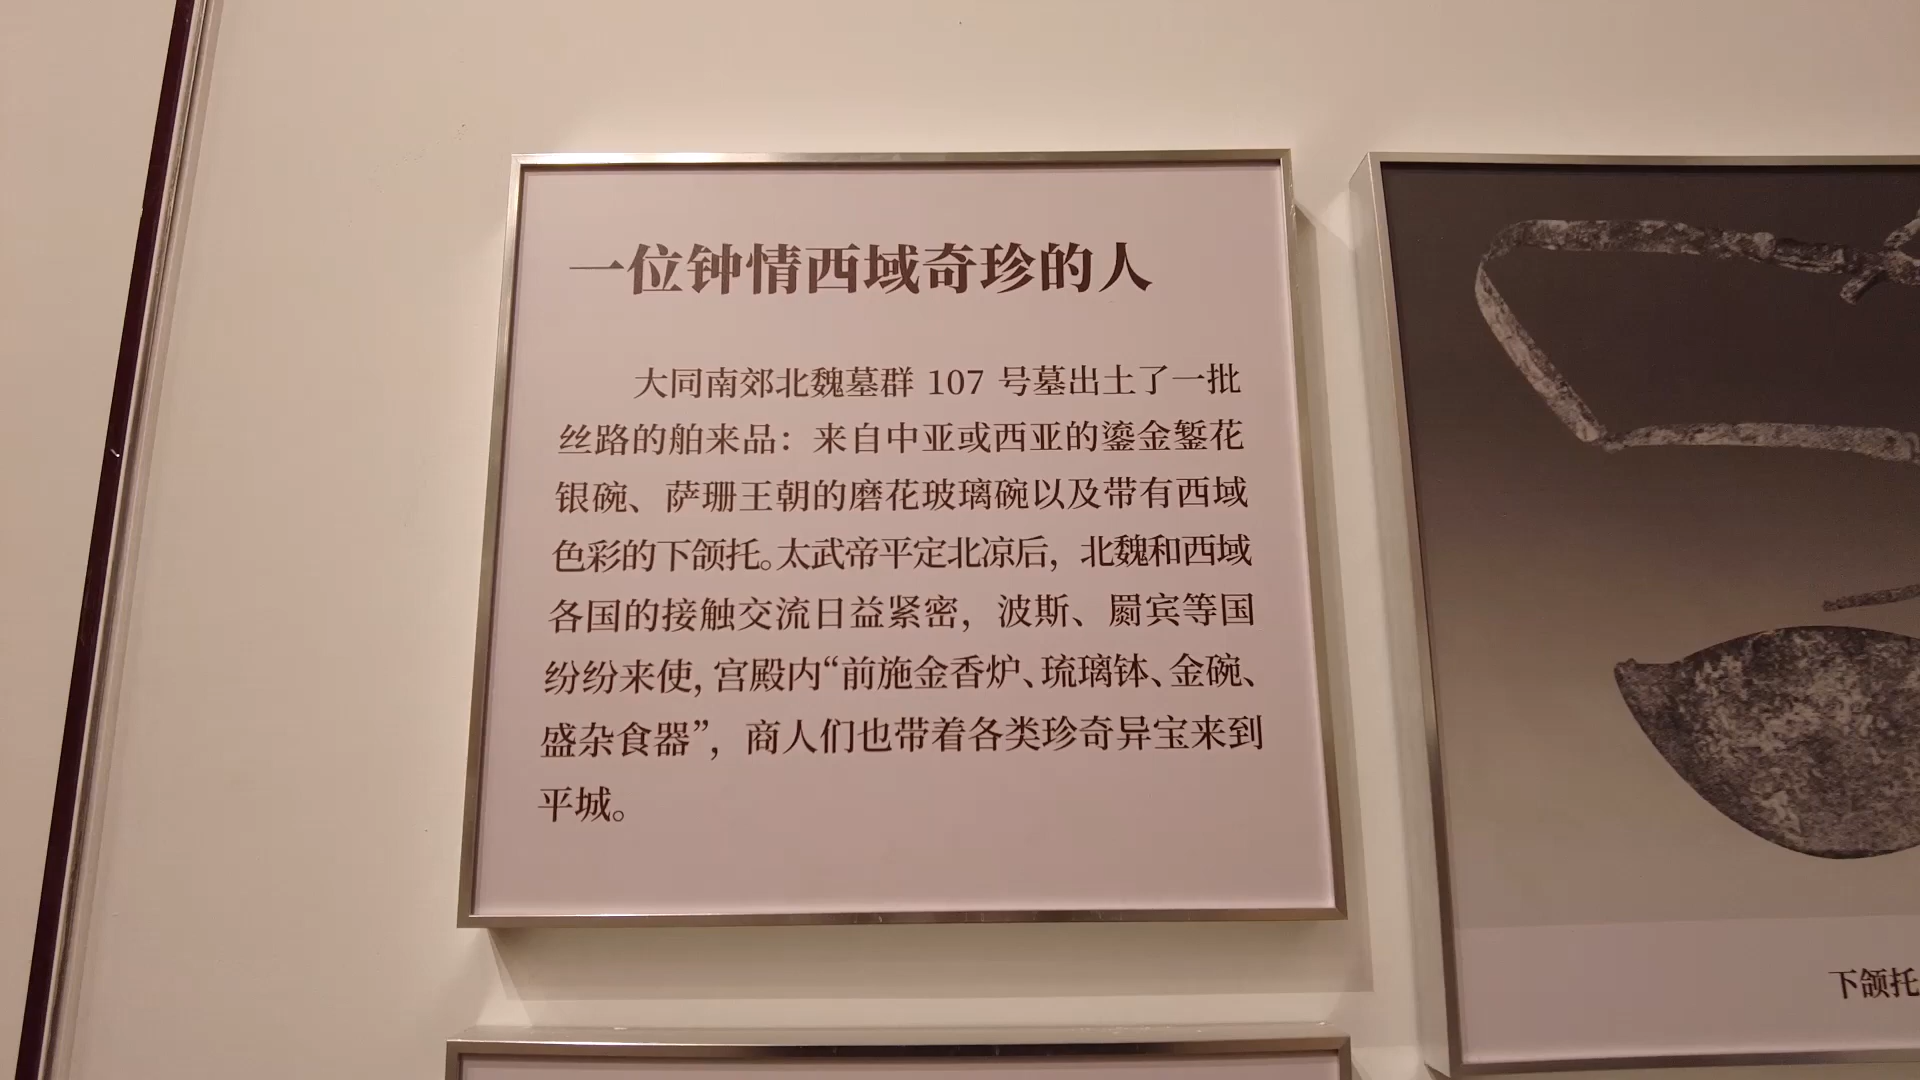 一位钟情西域奇珍的人
大同南郊北魏墓群 107 号墓出土了一批
丝路的舶来品：来自中亚或西亚的鎏金錾花
银碗、萨珊王朝的磨花玻璃碗以及带有西域
色彩的下颌托。太武帝平定北凉后，北魏和西域
各国的接触交流日益紧密，波斯、罽宾等国
纷纷来使，宫殿内“前施金香炉、琉璃钵、金碗、
盛杂食器”，商人们也带着各类珍奇异宝来到
平城。
下颌托